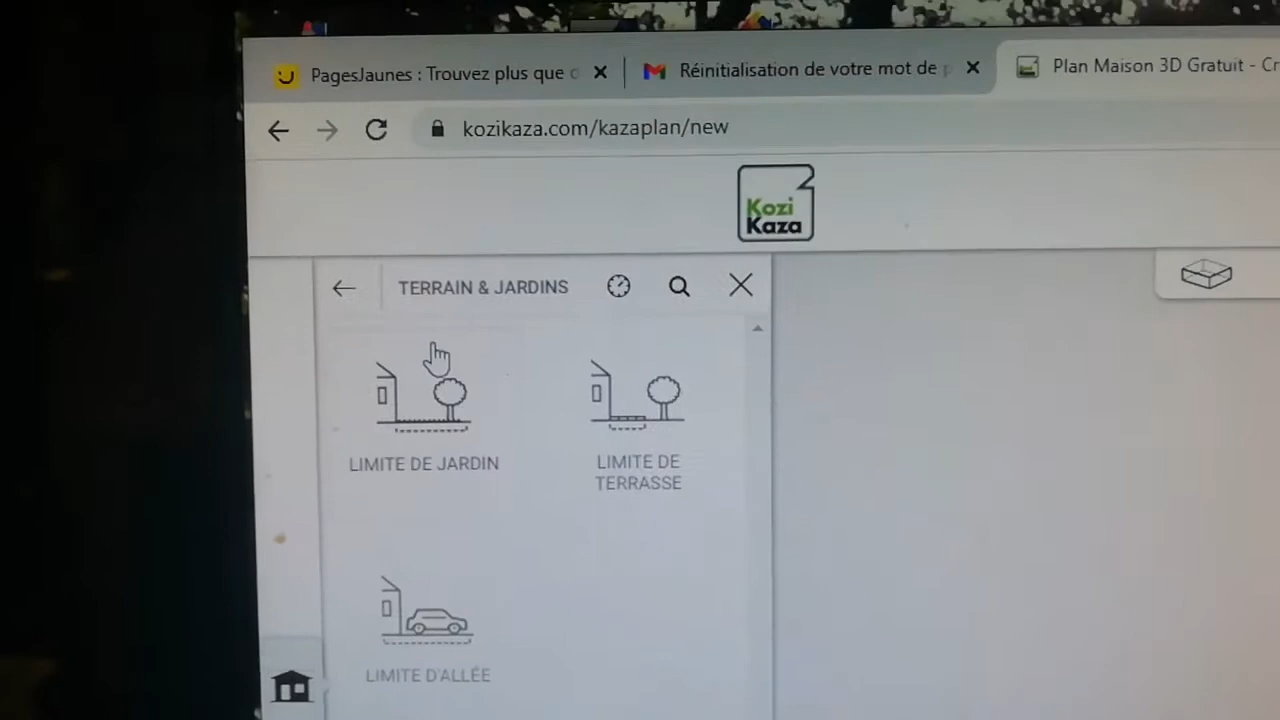 PagesJaunes : Trouvez plus que
Réinitialisation de votre mot de
Plan Maison 3D Gratuit - Cr
kozikaza.com/kazaplan/new
Kozi
Kaza
TERRAIN & JARDINS
LIMITE DE JARDIN
LIMITE DE
TERRASSE
LIMITE D'ALLÉE